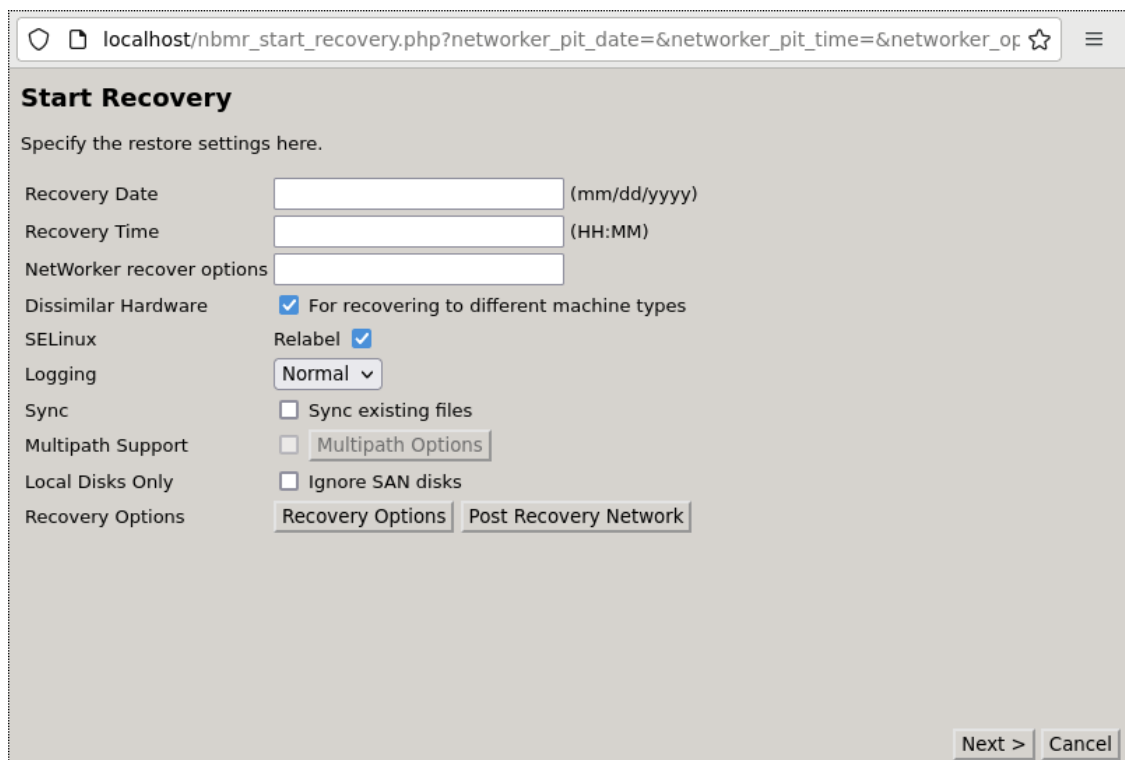 localhost/nbmr_start_recovery.php?networker_pit_date=&networker_pit_time=&networker_op
Start Recovery
Specify the restore settings here.
Recovery Date (mm/dd/yyyy)
Recovery Time (HH:MM)
NetWorker recover options
Dissimilar Hardware For recovering to different machine types
SELinux Relabel
Logging Normal
Sync Sync existing files
Multipath Support Multipath Options
Local Disks Only Ignore SAN disks
Recovery Options Recovery Options Post Recovery Network
Next > Cancel